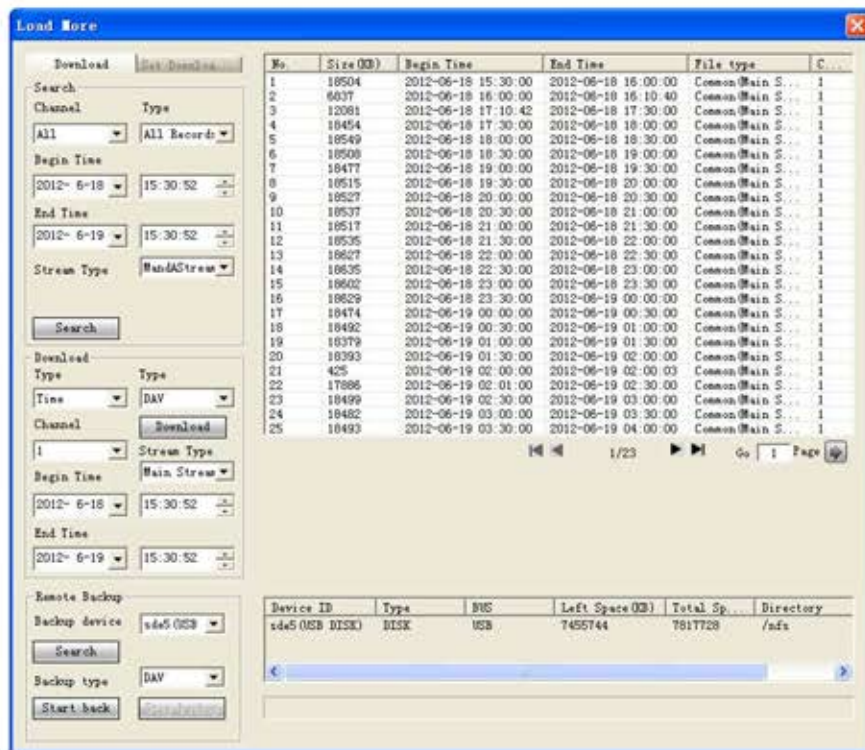 Load More
Download
Search
Channel Type
All All Record
Begin Time
2012- 6-18 15:30:52
End Time
2012- 6-19 15:30:52
Stream Type MandAStream
Search
Download
Type Type
Time DAV
Channel Download
1 Stream Type
Begin Time Main Stream
2012- 6-18 15:30:52
End Time
2012- 6-19 15:30:52
Remote Backup
Backup device sde5(USB
Search
Backup type DAV
Start back
No. Size(KB) Begin Time End Time File type C...
1 18504 2012-06-18 15:30:00 2012-06-18 16:00:00 Common(Main S... 1
2 6837 2012-06-18 16:00:00 2012-06-18 16:10:40 Common(Main S... 1
3 12081 2012-06-18 17:10:42 2012-06-18 17:30:00 Common(Main S... 1
4 18454 2012-06-18 17:30:00 2012-06-18 18:00:00 Common(Main S... 1
5 18549 2012-06-18 18:00:00 2012-06-18 18:30:00 Common(Main S... 1
6 18508 2012-06-18 18:30:00 2012-06-18 19:00:00 Common(Main S... 1
7 18477 2012-06-18 19:00:00 2012-06-18 19:30:00 Common(Main S... 1
8 18515 2012-06-18 19:30:00 2012-06-18 20:00:00 Common(Main S... 1
9 18527 2012-06-18 20:00:00 2012-06-18 20:30:00 Common(Main S... 1
10 18537 2012-06-18 20:30:00 2012-06-18 21:00:00 Common(Main S... 1
11 18517 2012-06-18 21:00:00 2012-06-18 21:30:00 Common(Main S... 1
12 18535 2012-06-18 21:30:00 2012-06-18 22:00:00 Common(Main S... 1
13 18627 2012-06-18 22:00:00 2012-06-18 22:30:00 Common(Main S... 1
14 18635 2012-06-18 22:30:00 2012-06-18 23:00:00 Common(Main S... 1
15 18602 2012-06-18 23:00:00 2012-06-18 23:30:00 Common(Main S... 1
16 18629 2012-06-18 23:30:00 2012-06-19 00:00:00 Common(Main S... 1
17 18474 2012-06-19 00:00:00 2012-06-19 00:30:00 Common(Main S... 1
18 18492 2012-06-19 00:30:00 2012-06-19 01:00:00 Common(Main S... 1
19 18379 2012-06-19 01:00:00 2012-06-19 01:30:00 Common(Main S... 1
20 18393 2012-06-19 01:30:00 2012-06-19 02:00:00 Common(Main S... 1
21 425 2012-06-19 02:00:00 2012-06-19 02:00:03 Common(Main S... 1
22 17886 2012-06-19 02:01:00 2012-06-19 02:30:00 Common(Main S... 1
23 18499 2012-06-19 02:30:00 2012-06-19 03:00:00 Common(Main S... 1
24 18482 2012-06-19 03:00:00 2012-06-19 03:30:00 Common(Main S... 1
25 18493 2012-06-19 03:30:00 2012-06-19 04:00:00 Common(Main S... 1
1/23 Go 1 Page
Device ID Type BUS Left Space(KB) Total Sp... Directory
sde5(USB DISK) DISK USB 7455744 7817728 /nfs